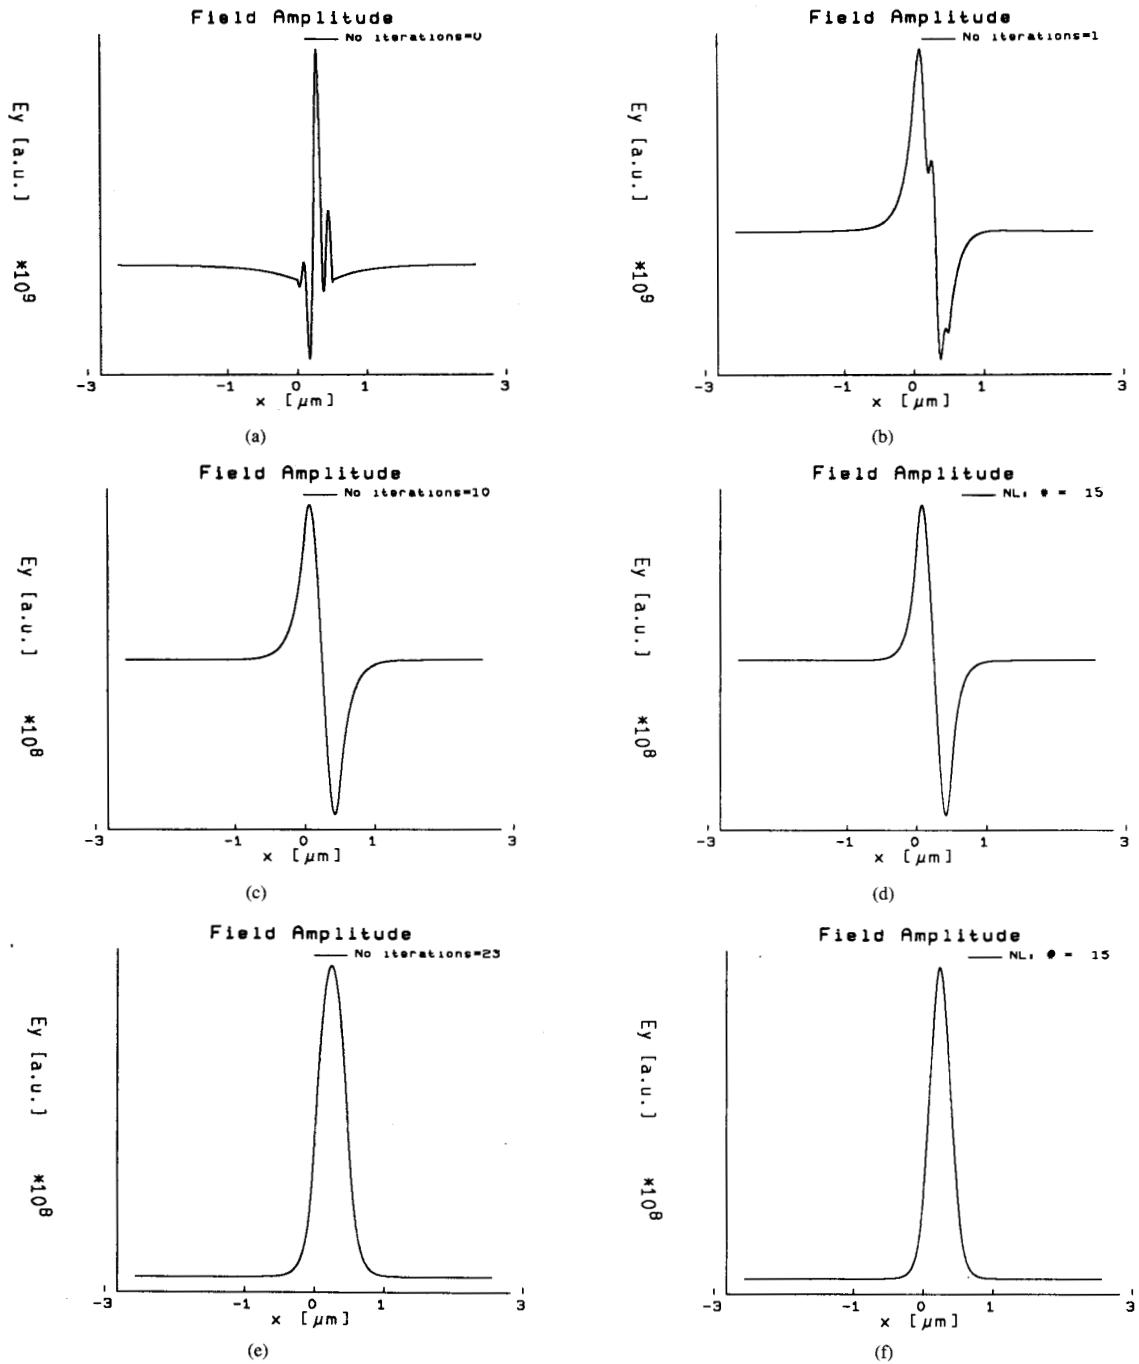 Field Amplitude
No iterations=0
Ey [a.u.] *10⁹
-3 -1 0 1 3
x [μm]
(a)
Field Amplitude
No iterations=1
Ey [a.u.] *10⁹
-3 -1 0 1 3
x [μm]
(b)
Field Amplitude
No iterations=10
Ey [a.u.] *10⁸
-3 -1 0 1 3
x [μm]
(c)
Field Amplitude
NL: # = 15
Ey [a.u.] *10⁸
-3 -1 0 1 3
x [μm]
(d)
Field Amplitude
No iterations=23
Ey [a.u.] *10⁸
-3 -1 0 1 3
x [μm]
(e)
Field Amplitude
NL: # = 15
Ey [a.u.] *10⁸
-3 -1 0 1 3
x [μm]
(f)